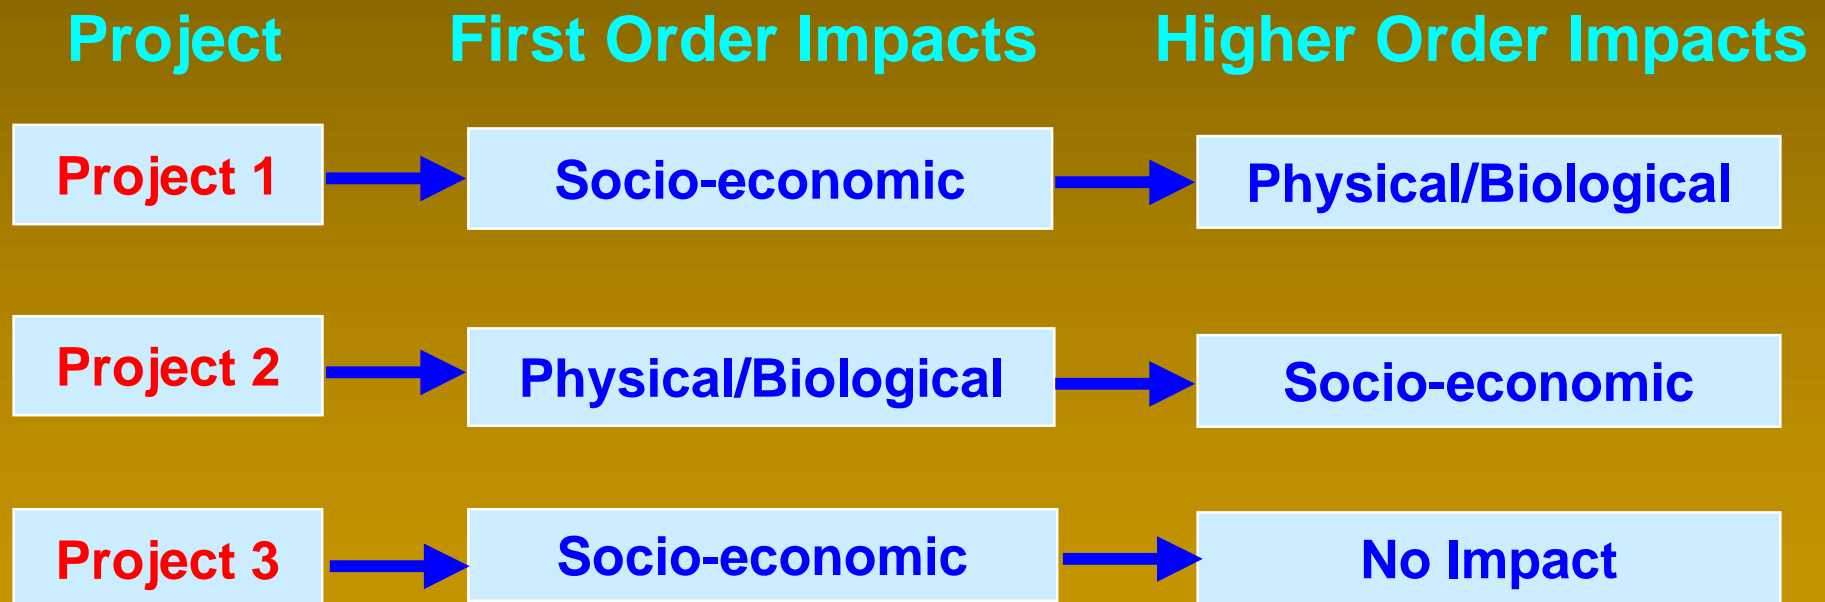 Project First Order Impacts Higher Order Impacts
Project 1 Socio-economic Physical/Biological
Project 2 Physical/Biological Socio-economic
Project 3 Socio-economic No Impact